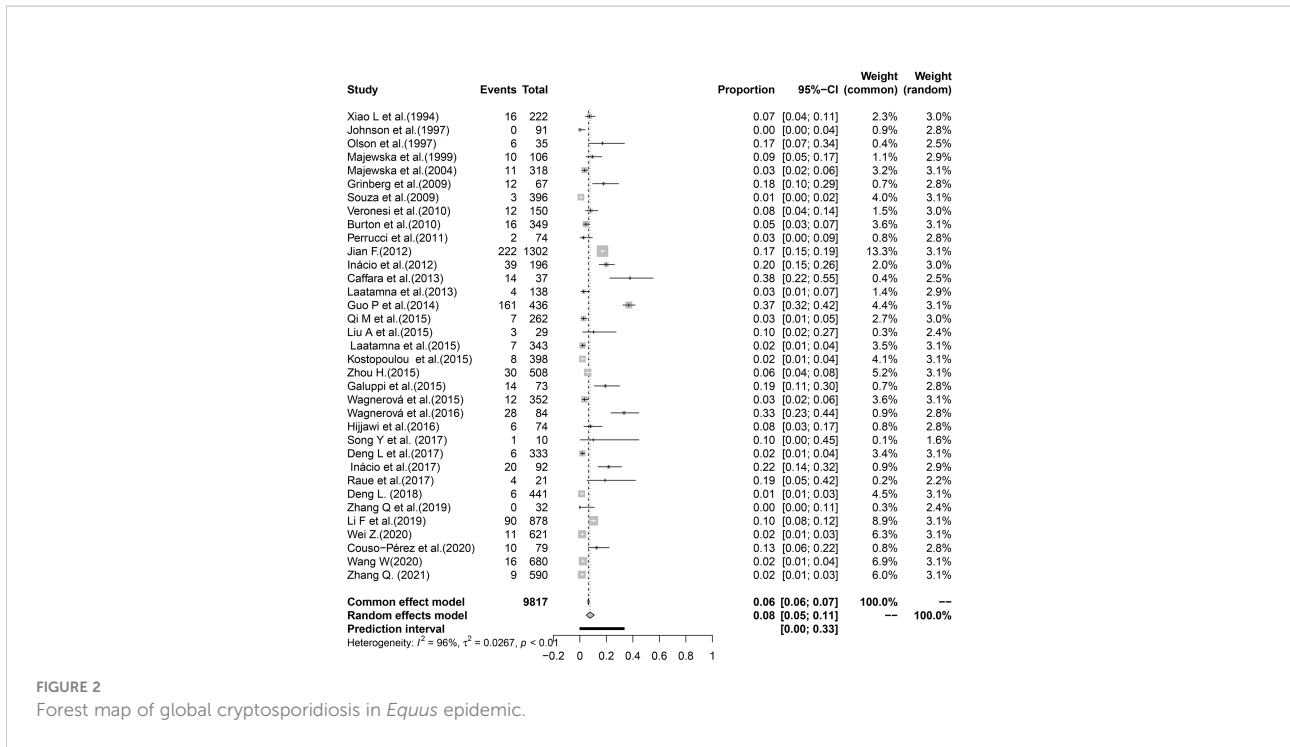 Weight Weight
Study Events Total Proportion 95%−CI (common) (random)
Xiao L et al.(1994) 16 222 0.07 [0.04; 0.11] 2.3% 3.0%
Johnson et al.(1997) 0 91 0.00 [0.00; 0.04] 0.9% 2.8%
Olson et al.(1997) 6 35 0.17 [0.07; 0.34] 0.4% 2.5%
Majewska et al.(1999) 10 106 0.09 [0.05; 0.17] 1.1% 2.9%
Majewska et al.(2004) 11 318 0.03 [0.02; 0.06] 3.2% 3.1%
Grinberg et al.(2009) 12 67 0.18 [0.10; 0.29] 0.7% 2.8%
Souza et al.(2009) 3 396 0.01 [0.00; 0.02] 4.0% 3.1%
Veronesi et al.(2010) 12 150 0.08 [0.04; 0.14] 1.5% 3.0%
Burton et al.(2010) 16 349 0.05 [0.03; 0.07] 3.6% 3.1%
Perrucci et al.(2011) 2 74 0.03 [0.00; 0.09] 0.8% 2.8%
Jian F.(2012) 222 1302 0.17 [0.15; 0.19] 13.3% 3.1%
Inácio et al.(2012) 39 196 0.20 [0.15; 0.26] 2.0% 3.0%
Caffara et al.(2013) 14 37 0.38 [0.22; 0.55] 0.4% 2.5%
Laatamna et al.(2013) 4 138 0.03 [0.01; 0.07] 1.4% 2.9%
Guo P et al.(2014) 161 436 0.37 [0.32; 0.42] 4.4% 3.1%
Qi M et al.(2015) 7 262 0.03 [0.01; 0.05] 2.7% 3.0%
Liu A et al.(2015) 3 29 0.10 [0.02; 0.27] 0.3% 2.4%
Laatamna et al.(2015) 7 343 0.02 [0.01; 0.04] 3.5% 3.1%
Kostopoulou et al.(2015) 8 398 0.02 [0.01; 0.04] 4.1% 3.1%
Zhou H.(2015) 30 508 0.06 [0.04; 0.08] 5.2% 3.1%
Galuppi et al.(2015) 14 73 0.19 [0.11; 0.30] 0.7% 2.8%
Wagnerová et al.(2015) 12 352 0.03 [0.02; 0.06] 3.6% 3.1%
Wagnerová et al.(2016) 28 84 0.33 [0.23; 0.44] 0.9% 2.8%
Hijjawi et al.(2016) 6 74 0.08 [0.03; 0.17] 0.8% 2.8%
Song Y et al. (2017) 1 10 0.10 [0.00; 0.45] 0.1% 1.6%
Deng L et al.(2017) 6 333 0.02 [0.01; 0.04] 3.4% 3.1%
Inácio et al.(2017) 20 92 0.22 [0.14; 0.32] 0.9% 2.9%
Raue et al.(2017) 4 21 0.19 [0.05; 0.42] 0.2% 2.2%
Deng L. (2018) 6 441 0.01 [0.01; 0.03] 4.5% 3.1%
Zhang Q et al.(2019) 0 32 0.00 [0.00; 0.11] 0.3% 2.4%
Li F et al.(2019) 90 878 0.10 [0.08; 0.12] 8.9% 3.1%
Wei Z.(2020) 11 621 0.02 [0.01; 0.03] 6.3% 3.1%
Couso−Pérez et al.(2020) 10 79 0.13 [0.06; 0.22] 0.8% 2.8%
Wang W(2020) 16 680 0.02 [0.01; 0.04] 6.9% 3.1%
Zhang Q. (2021) 9 590 0.02 [0.01; 0.03] 6.0% 3.1%
Common effect model 9817 0.06 [0.06; 0.07] 100.0% −−
Random effects model 0.08 [0.05; 0.11] −− 100.0%
Prediction interval [0.00; 0.33]
Heterogeneity: I² = 96%, τ² = 0.0267, p < 0.01
−0.2 0 0.2 0.4 0.6 0.8 1
FIGURE 2
Forest map of global cryptosporidiosis in Equus epidemic.